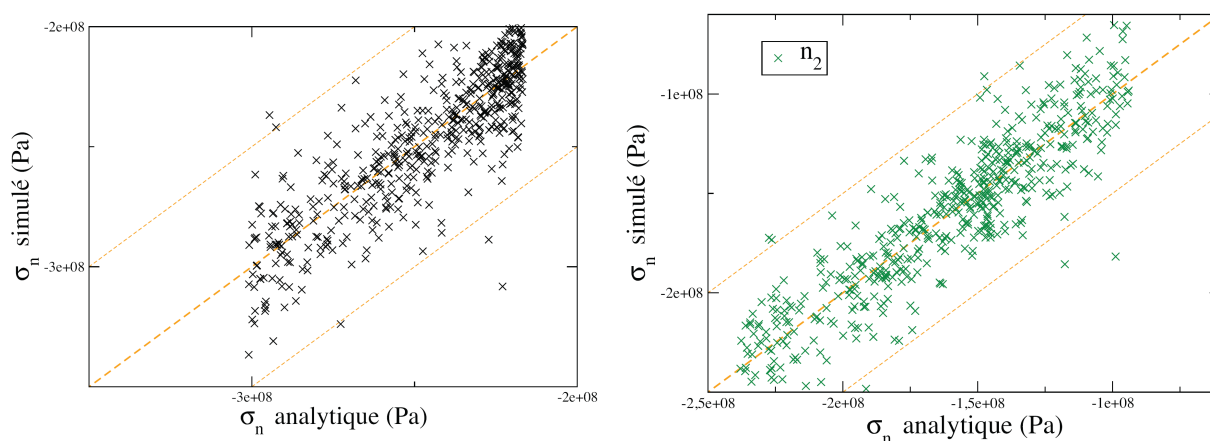 -2e+08
-3e+08
σn simulé (Pa)
-3e+08
-2e+08
σn analytique (Pa)
n2
-1e+08
-2e+08
σn simulé (Pa)
-2,5e+08
-2e+08
-1,5e+08
-1e+08
σn analytique (Pa)